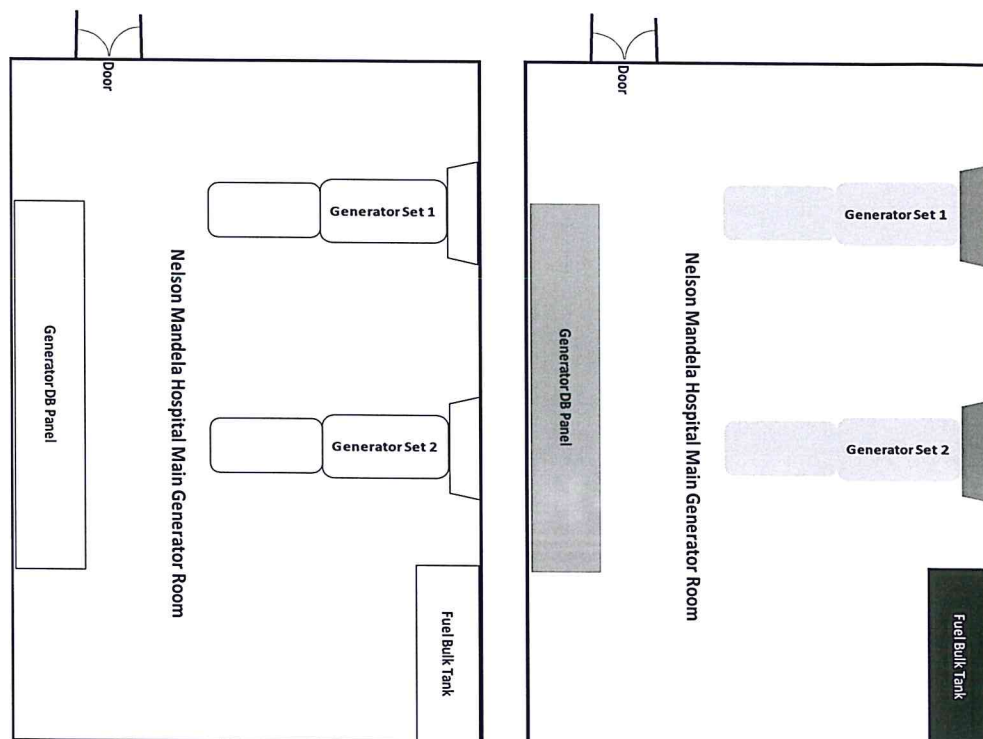 Door
Generator Set 1
Nelson Mandela Hospital Main Generator Room
Generator DB Panel
Generator Set 2
Fuel Bulk Tank
Door
Generator Set 1
Nelson Mandela Hospital Main Generator Room
Generator DB Panel
Generator Set 2
Fuel Bulk Tank